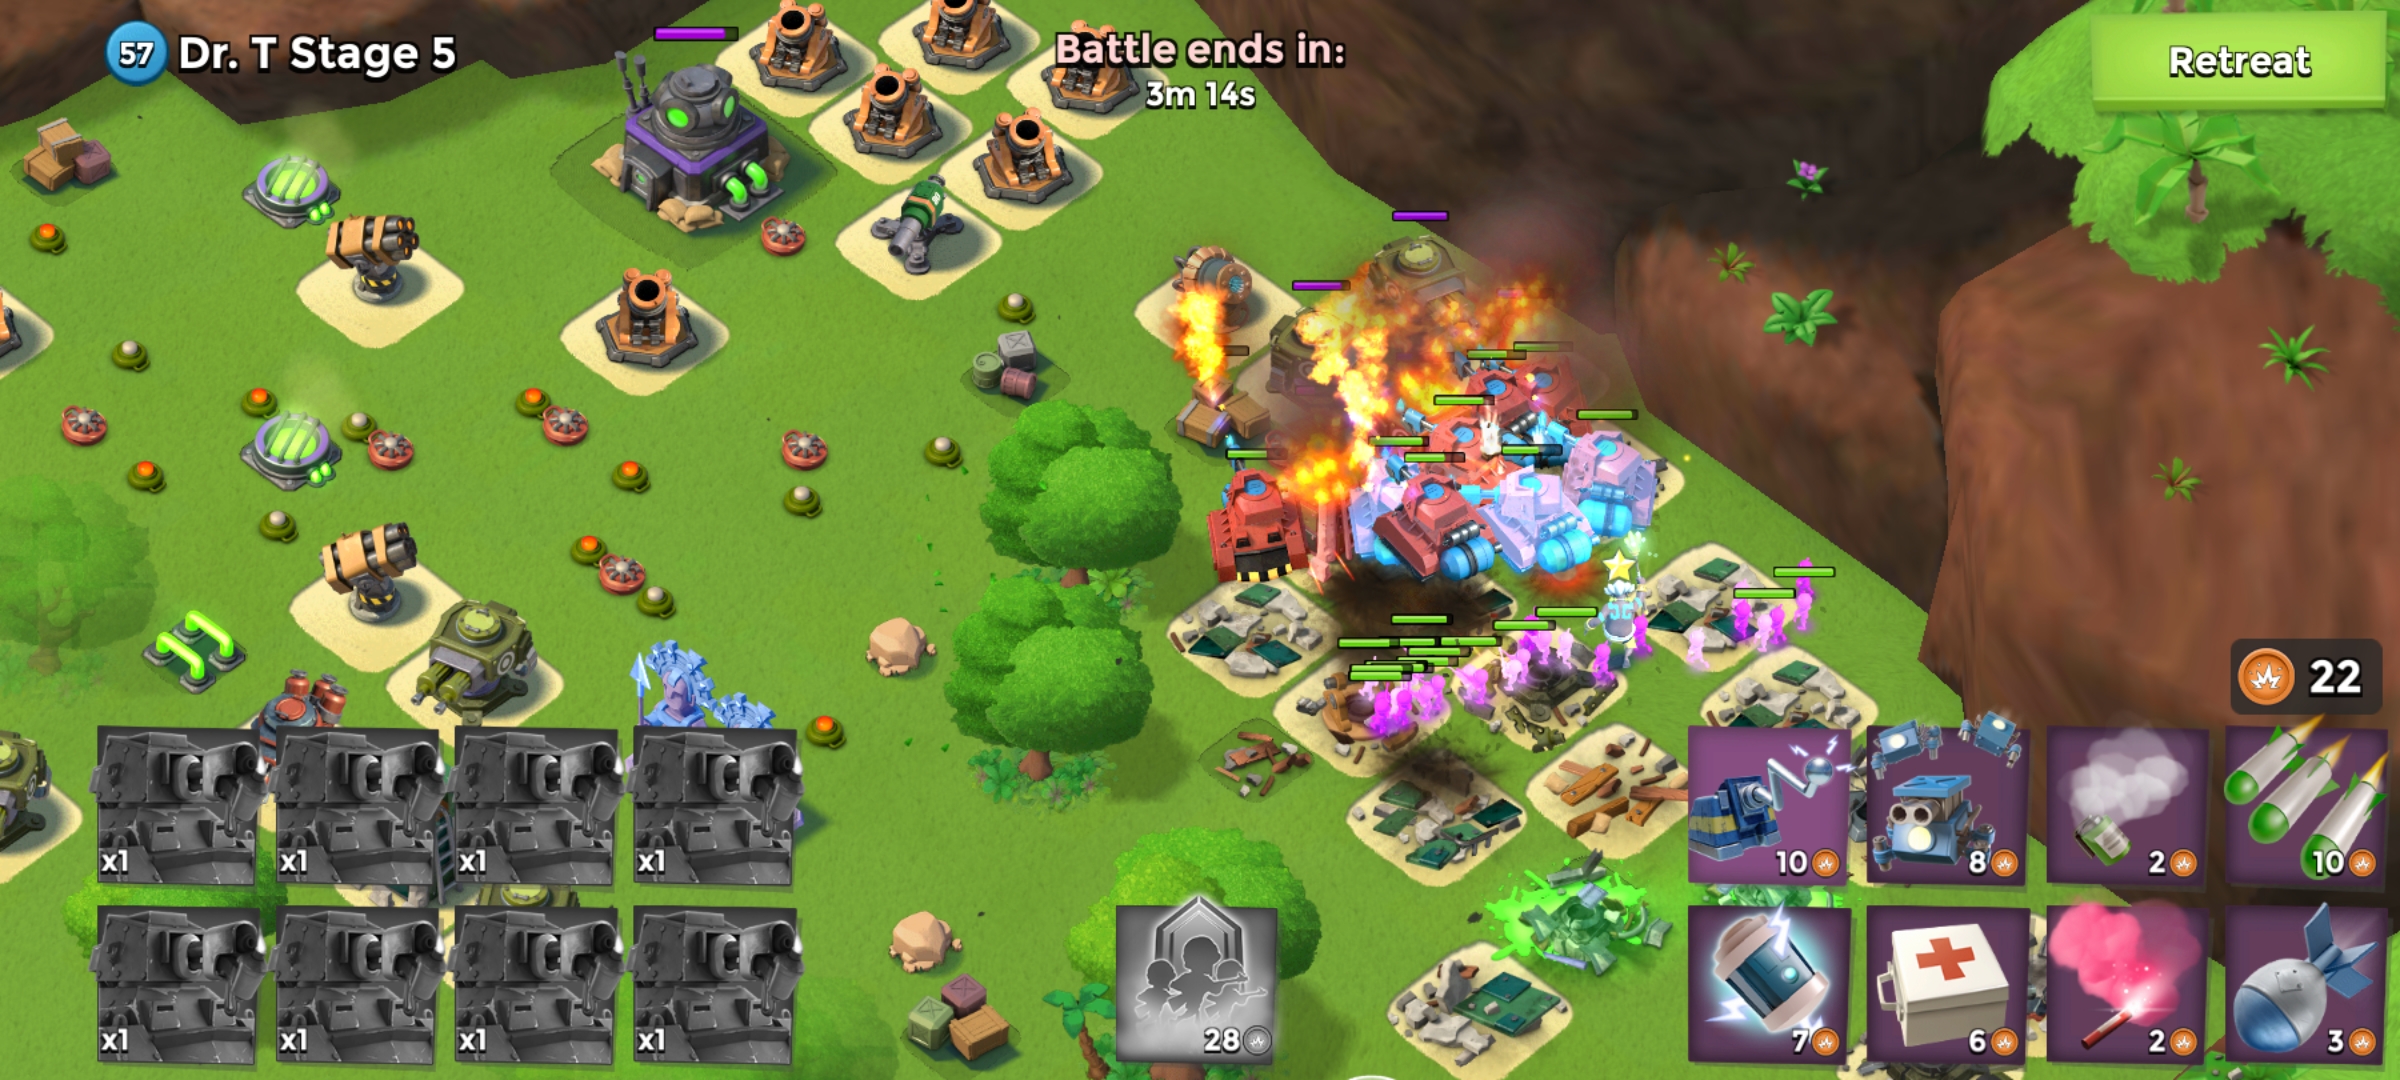 57 Dr. T Stage 5
Battle ends in:
3m 14s
Retreat
22
x1 x1 x1 x1
10 8 2 10
x1 x1 x1 x1
28
7 6 2 3